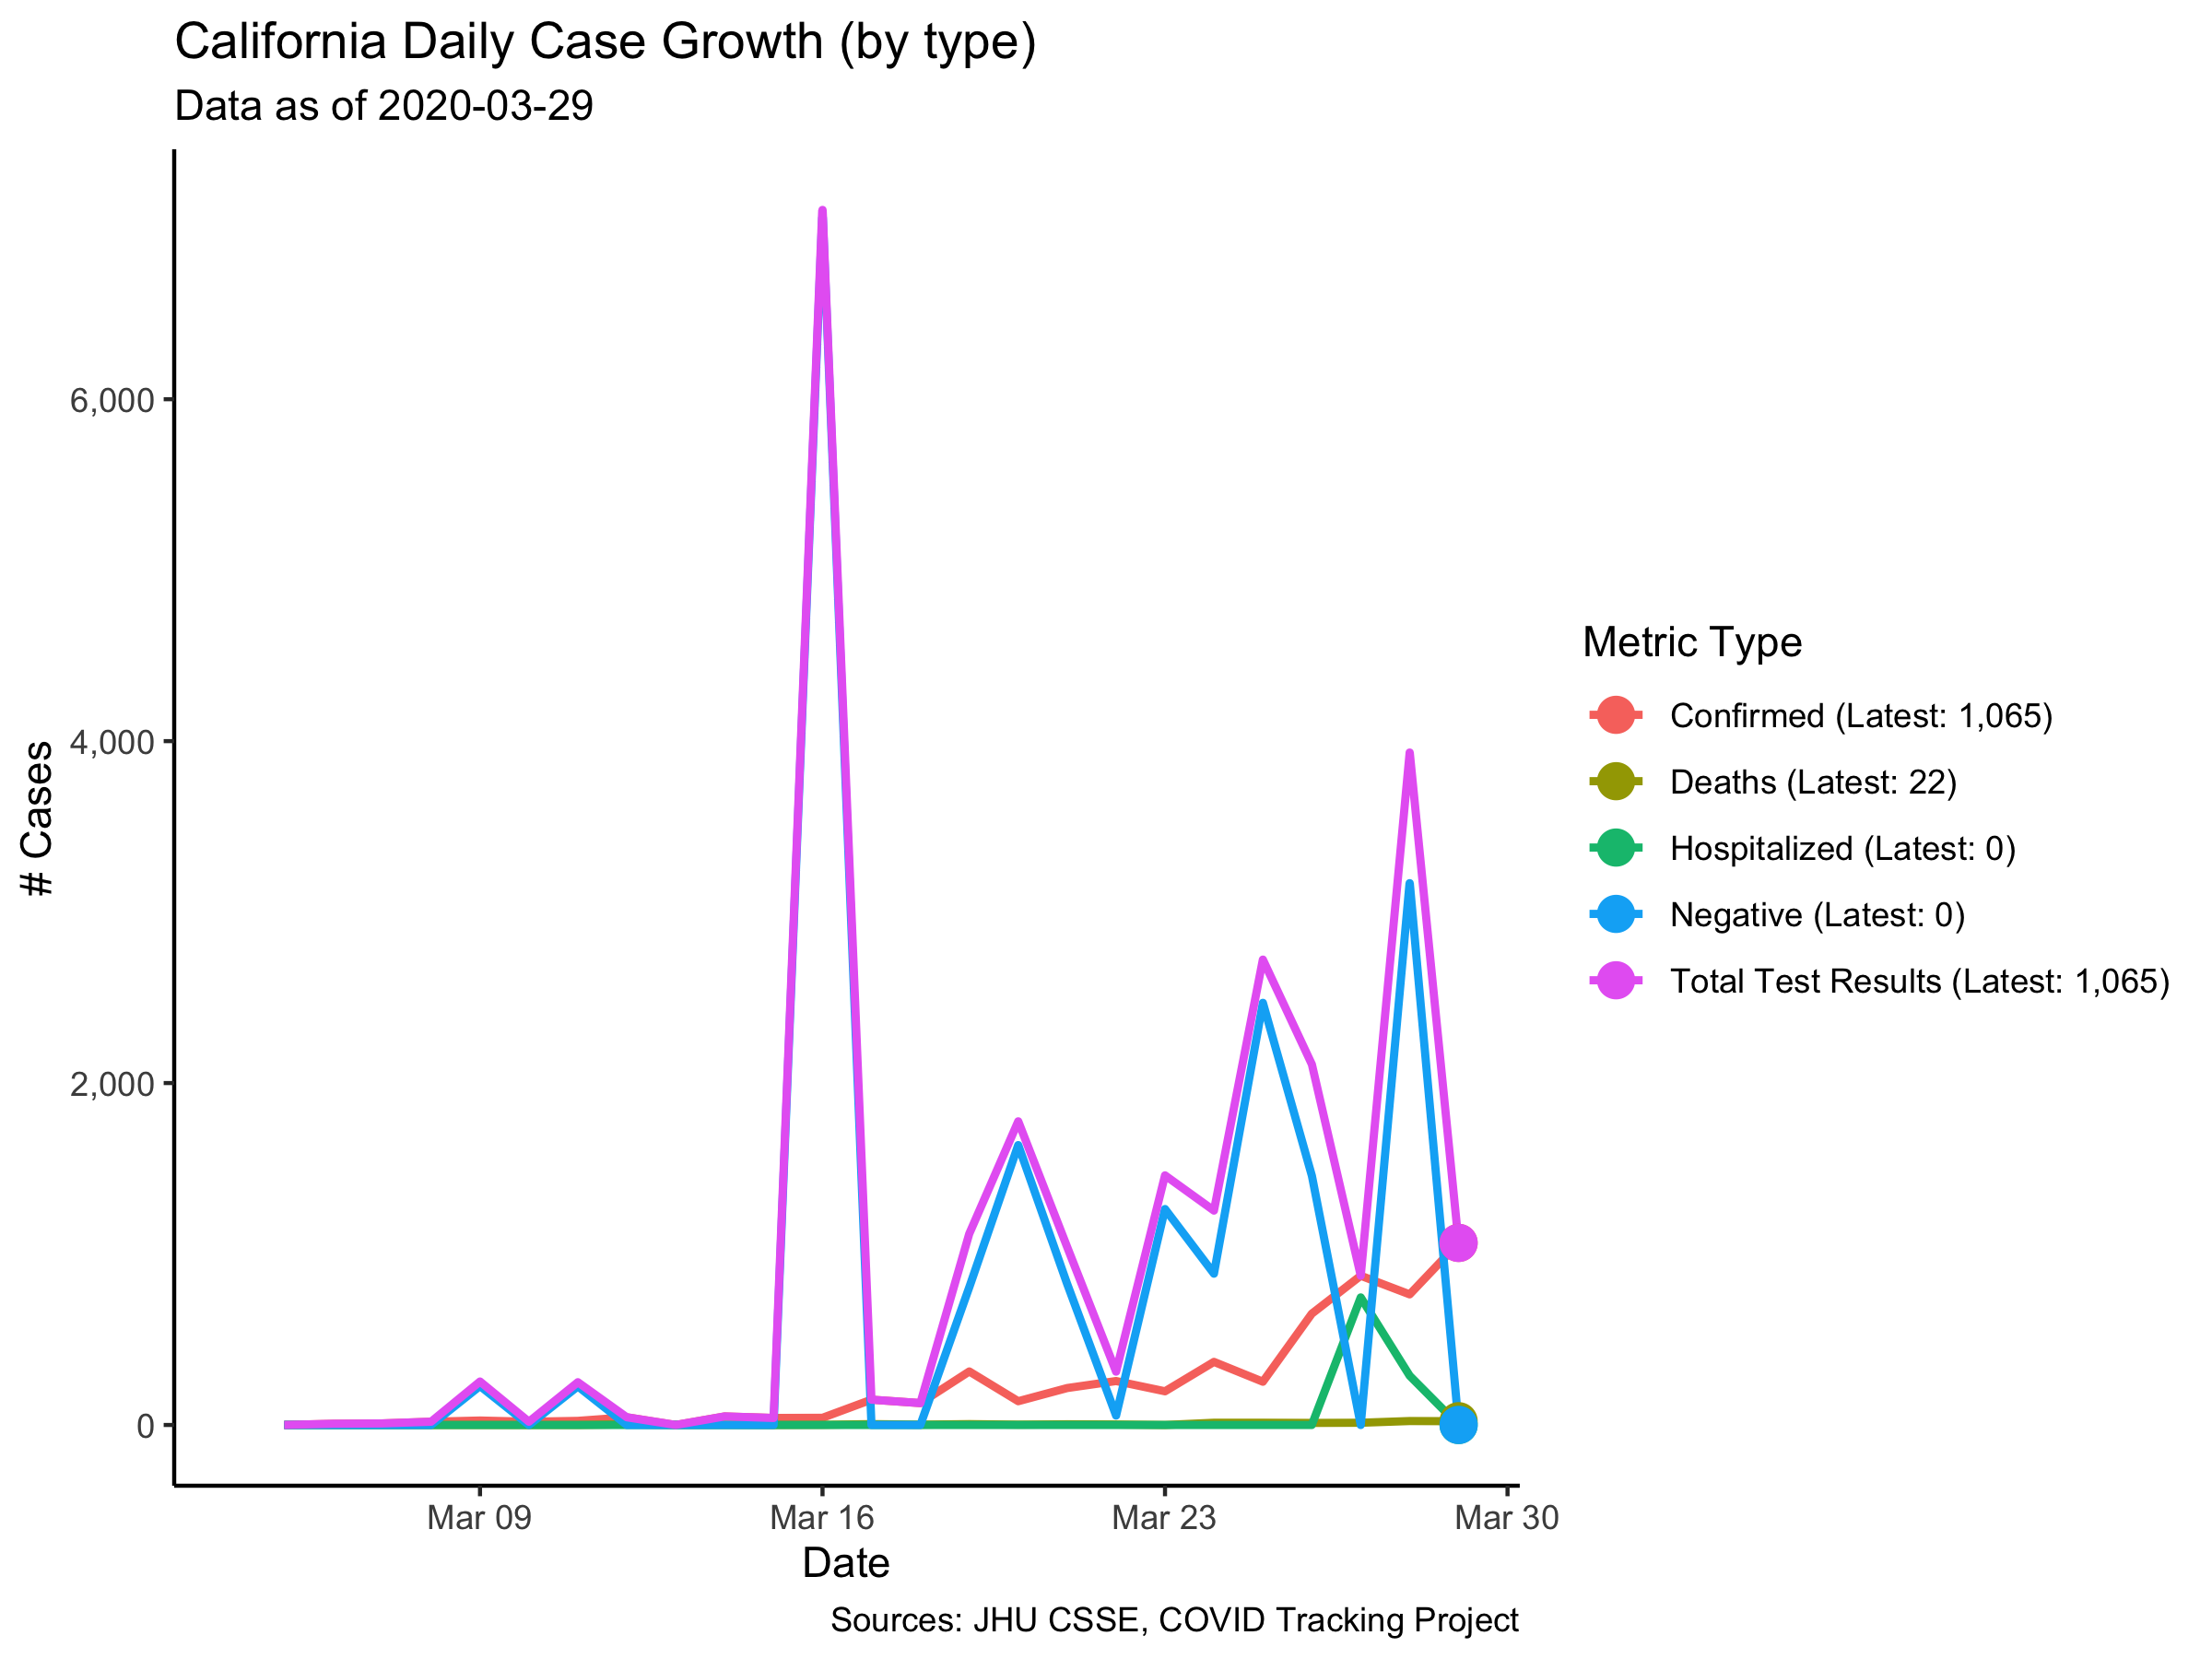 California Daily Case Growth (by type)
Data as of 2020-03-29
# Cases
6,000
4,000
2,000
0
Mar 09
Mar 16
Mar 23
Mar 30
Date
Metric Type
Confirmed (Latest: 1,065)
Deaths (Latest: 22)
Hospitalized (Latest: 0)
Negative (Latest: 0)
Total Test Results (Latest: 1,065)
Sources: JHU CSSE, COVID Tracking Project